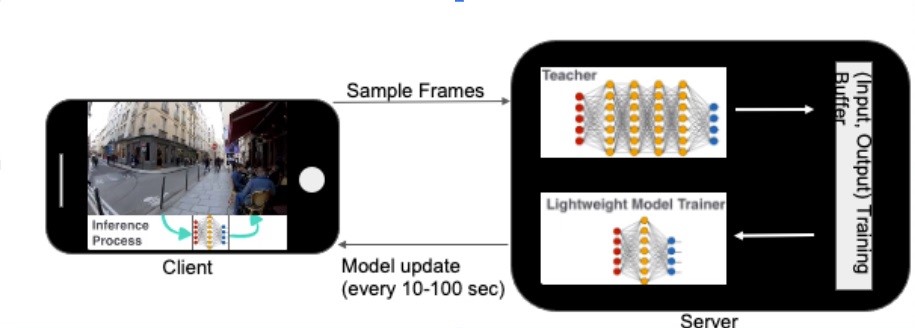 Sample Frames
Teacher
(Input, Output) Training
Buffer
Lightweight Model Trainer
Inference
Process
Model update
(every 10-100 sec)
Client
Server